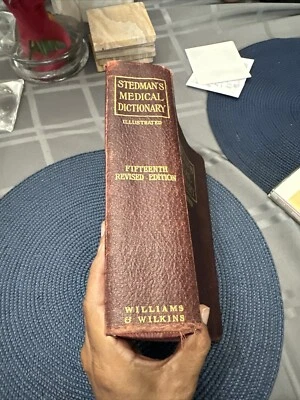 STEDMAN'S
MEDICAL
DICTIONARY
ILLUSTRATED
FIFTEENTH
REVISED EDITION
WILLIAMS
& WILKINS